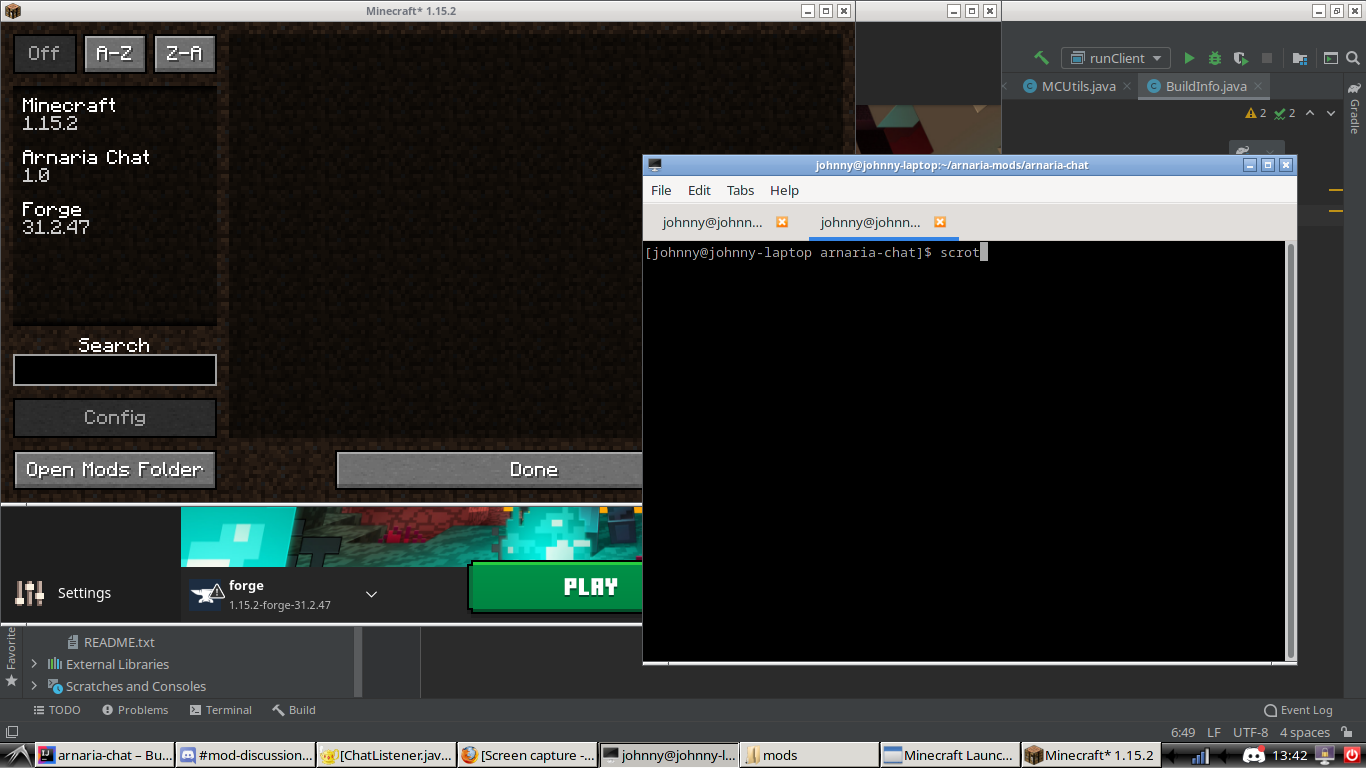 Minecraft* 1.15.2
Off A-Z Z-A
Minecraft
1.15.2
Arnaria Chat
1.0
Forge
31.2.47
Search
Config
Open Mods Folder Done
runClient
MCUtils.java BuildInfo.java
2 2
Gradle
johnny@johnny-laptop:~/arnaria-mods/arnaria-chat
File Edit Tabs Help
johnny@johnn... johnny@johnn...
[johnny@johnny-laptop arnaria-chat]$ scrot
Settings
forge
1.15.2-forge-31.2.47
PLAY
Favorite
README.txt
External Libraries
Scratches and Consoles
TODO Problems Terminal Build Event Log
6:49 LF UTF-8 4 spaces
arnaria-chat – Bu... #mod-discussion... [ChatListener.jav... [Screen capture -... johnny@johnny-l... mods Minecraft Launc... Minecraft* 1.15.2 13:42